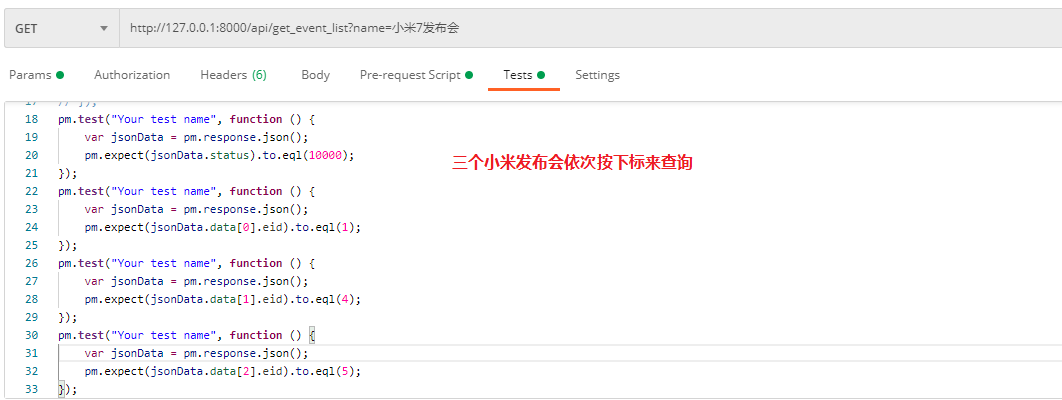 GET http://127.0.0.1:8000/api/get_event_list?name=小米7发布会
Params Authorization Headers (6) Body Pre-request Script Tests Settings
17 // });
18 pm.test("Your test name", function () {
19 var jsonData = pm.response.json();
20 pm.expect(jsonData.status).to.eql(10000);
三个小米发布会依次按下标来查询
21 });
22 pm.test("Your test name", function () {
23 var jsonData = pm.response.json();
24 pm.expect(jsonData.data[0].eid).to.eql(1);
25 });
26 pm.test("Your test name", function () {
27 var jsonData = pm.response.json();
28 pm.expect(jsonData.data[1].eid).to.eql(4);
29 });
30 pm.test("Your test name", function () {
31 var jsonData = pm.response.json();
32 pm.expect(jsonData.data[2].eid).to.eql(5);
33 });